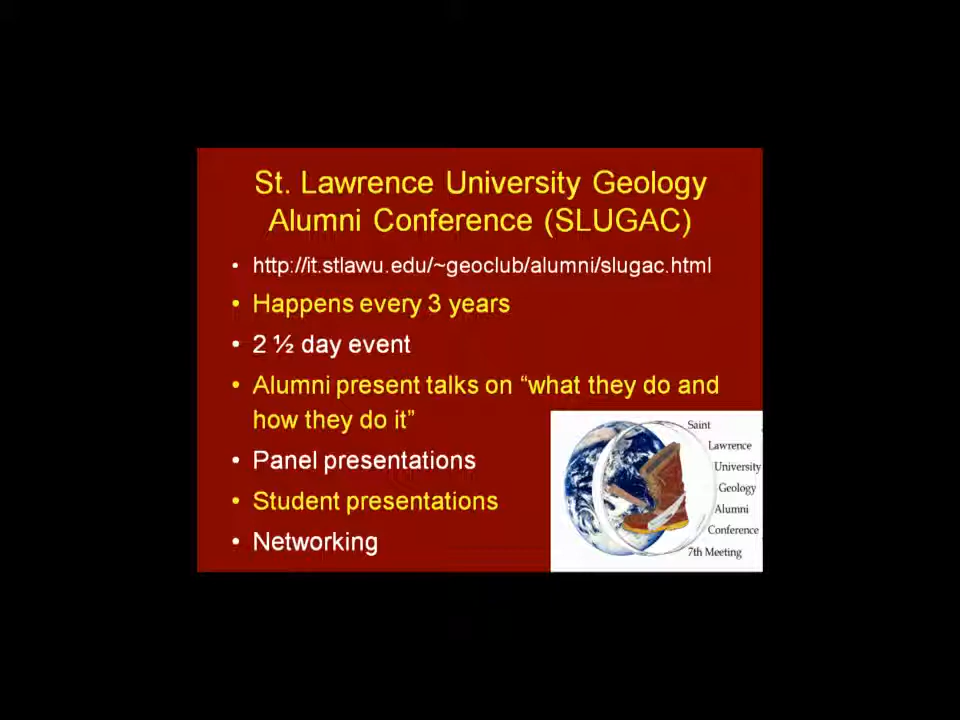 St. Lawrence University Geology
Alumni Conference (SLUGAC)
• http://it.stlawu.edu/~geoclub/alumni/slugac.html
• Happens every 3 years
• 2 ½ day event
• Alumni present talks on “what they do and
how they do it”
• Panel presentations
• Student presentations
• Networking
Saint
Lawrence
University
Geology
Alumni
Conference
7th Meeting